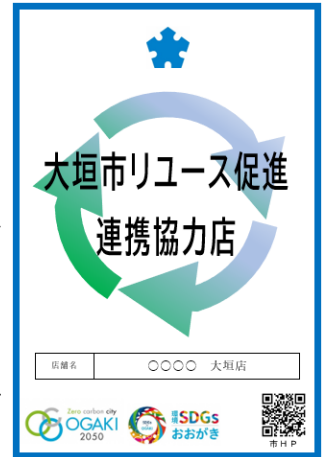 大垣市リユース促進
連携協力店
店舗名 〇〇〇〇 大垣店
Zero carbon city
OGAKI
2050
環境SDGs
おおがき
市HP